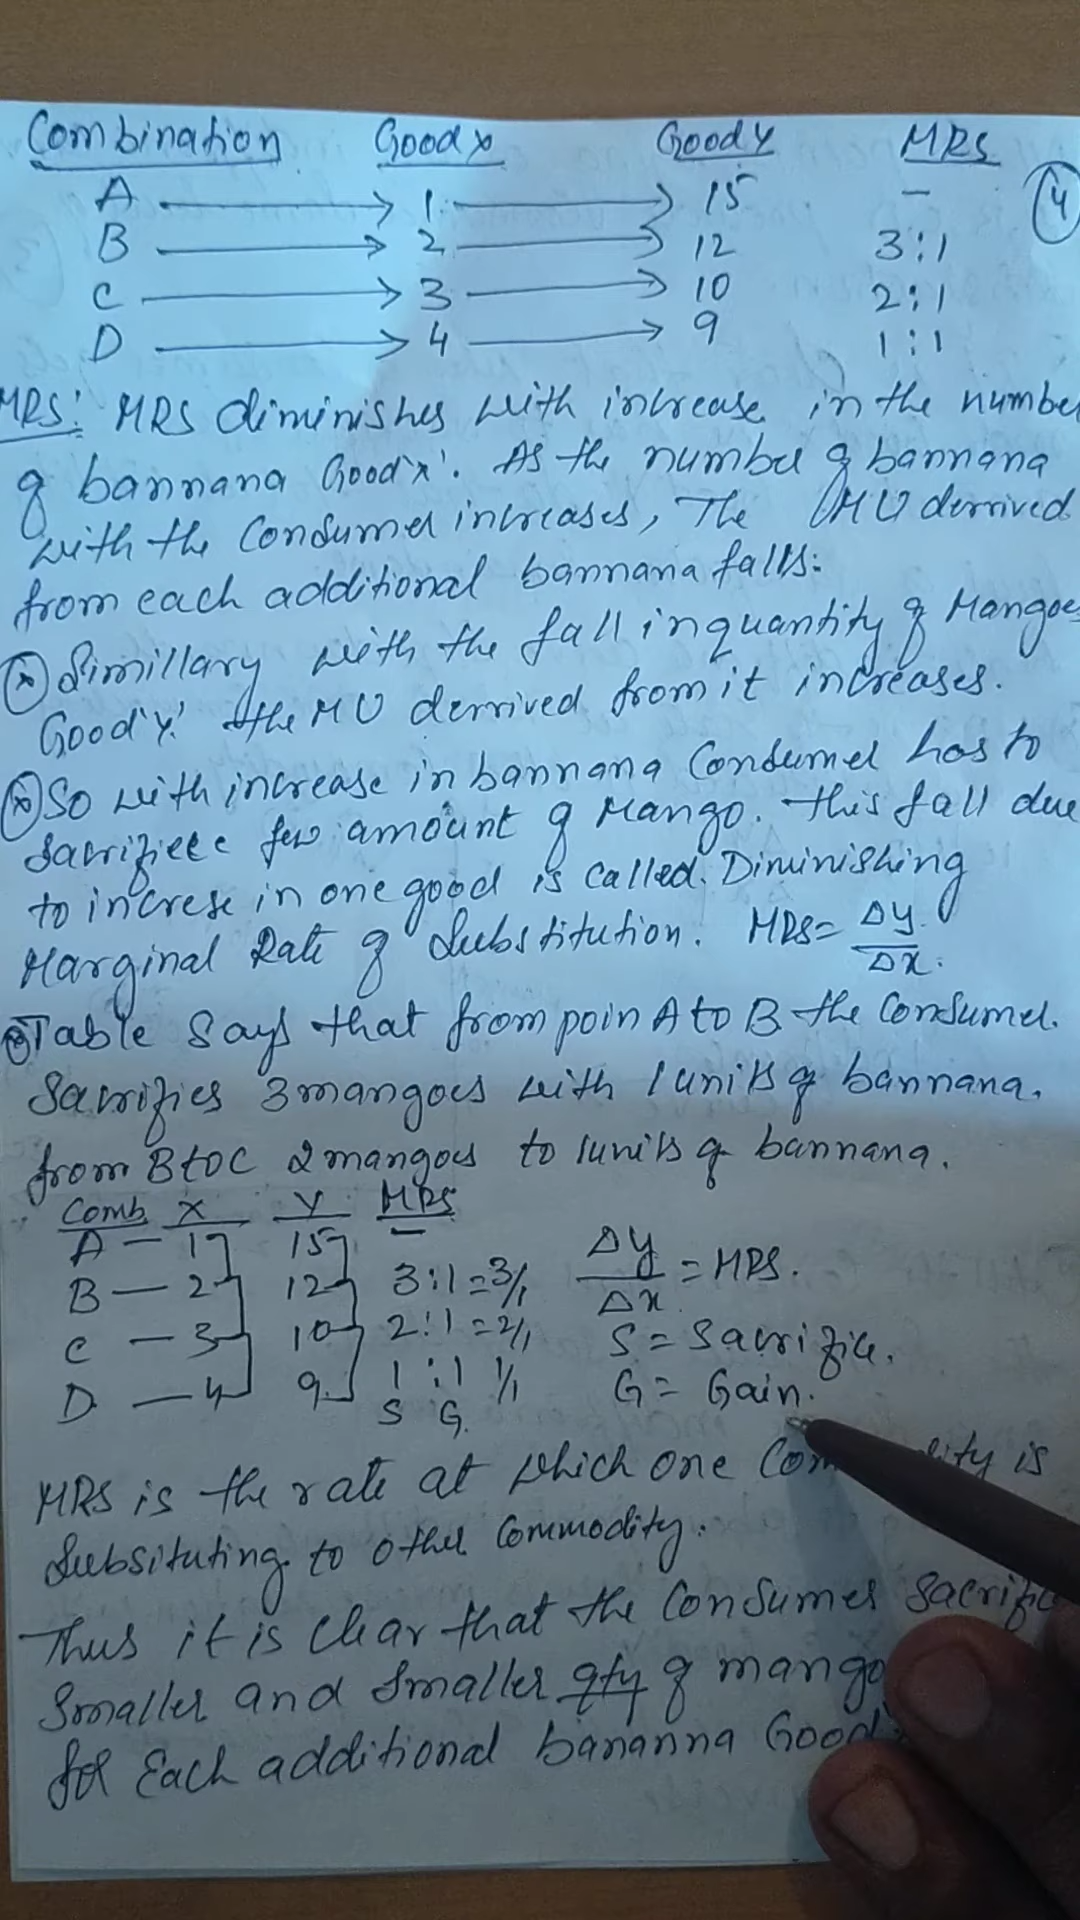 Combination Good x Good y MRS
A → 1 → 15 –
④
B → 2 → 12 3:1
C → 3 → 10 2:1
D → 4 → 9 1:1
MRS: MRS diminishes with increase in the number
of bannana Good 'x'. As the number of bannana
with the Consumer increases, The MU derrived
from each additional bannana falls:
Simillary with the fall in quantity of Mangoes
Good 'y'. the MU derrived from it increases.
So with increase in bannana Consumer has to
few amount of Mango. This fall due
to increse in one good is called. Diminishing
Marginal Rate of Substitution. MRS = Δy/Δx.
Table Says that from poin A to B the Consumer.
Sacrifies 3 mangoes with 1 units of bannana.
from B to C 2 mangoes to 1 units of bannana.
Comb X Y MRS
A — 1 15 –
B — 2 12 3:1 = 3/1 Δy/Δx = MRS.
C — 3 10 2:1 = 2/1 S = Sacrifice.
D — 4 9 1:1 1/1 G = Gain.
S G.
MRS is the rate at which one is
Subsituting to other Commodity.
Thus it is Clear that the Consumer
Smaller and Smaller qty of
for Each additional bananna Good